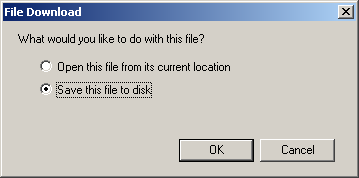 File Download
What would you like to do with this file?
Open this file from its current location
Save this file to disk
OK Cancel